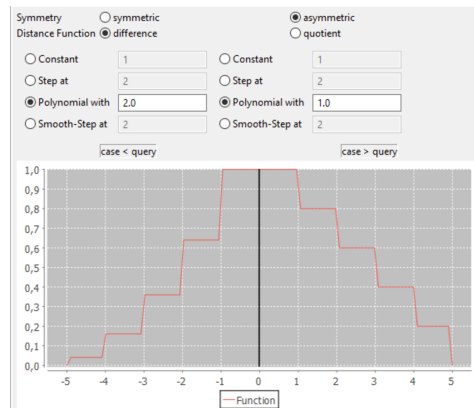 Symmetry symmetric asymmetric
Distance Function difference quotient
Constant 1 Constant 1
Step at 2 Step at 2
Polynomial with 2.0 Polynomial with 1.0
Smooth-Step at 2 Smooth-Step at 2
case < query case > query
1,0
0,9
0,8
0,7
0,6
0,5
0,4
0,3
0,2
0,1
0,0
-5 -4 -3 -2 -1 0 1 2 3 4 5
Function